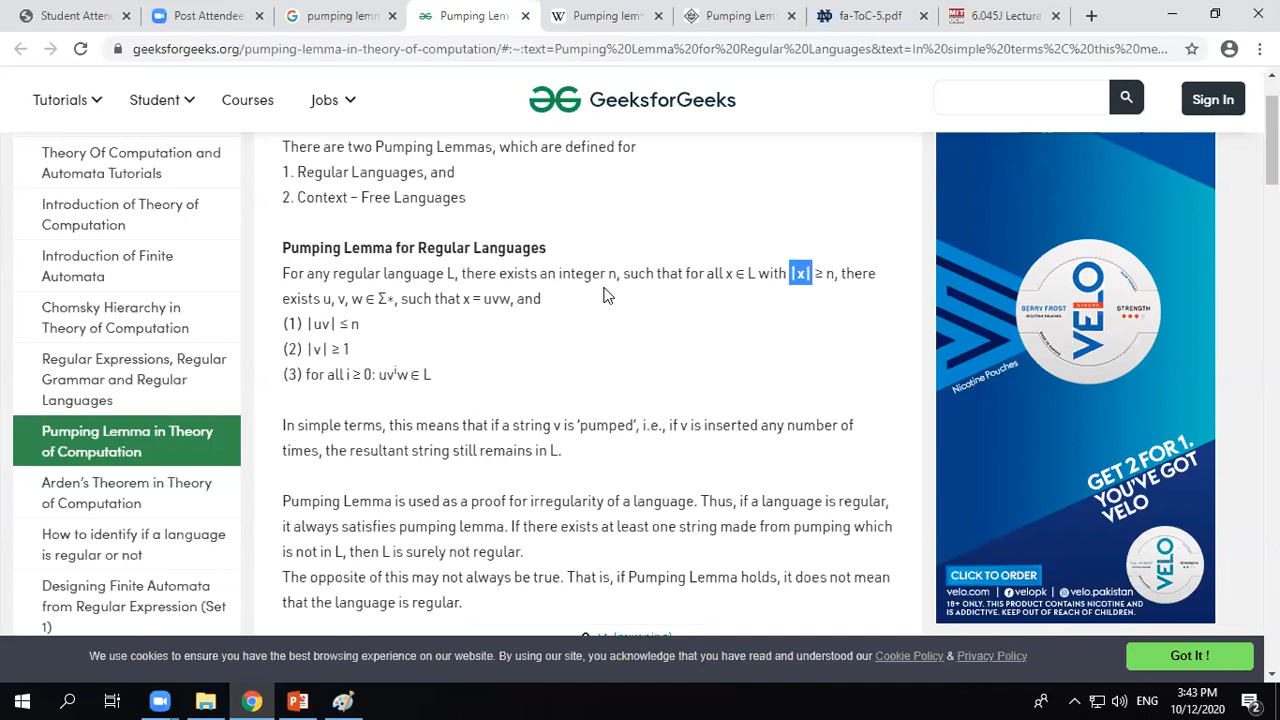 Student Attendance
Post Attendee
pumping lemm
Pumping Lem
Pumping lem
Pumping Lem
fa-ToC-5.pdf
6.045J Lecture
geeksforgeeks.org/pumping-lemma-in-theory-of-computation/#:~:text=Pumping%20Lemma%20for%20Regular%20Languages&text=In%20simple%20terms%2C%20this%20me...
Tutorials
Student
Courses
Jobs
GeeksforGeeks
Sign In
Theory Of Computation and
Automata Tutorials
Introduction of Theory of
Computation
Introduction of Finite
Automata
Chomsky Hierarchy in
Theory of Computation
Regular Expressions, Regular
Grammar and Regular
Languages
Pumping Lemma in Theory
of Computation
Arden's Theorem in Theory
of Computation
How to identify if a language
is regular or not
Designing Finite Automata
from Regular Expression (Set
1)
There are two Pumping Lemmas, which are defined for
1. Regular Languages, and
2. Context – Free Languages
Pumping Lemma for Regular Languages
For any regular language L, there exists an integer n, such that for all x ∈ L with |x| ≥ n, there
exists u, v, w ∈ Σ∗, such that x = uvw, and
(1) |uv| ≤ n
(2) |v| ≥ 1
(3) for all i ≥ 0: uvⁱw ∈ L
In simple terms, this means that if a string v is ‘pumped’, i.e., if v is inserted any number of
times, the resultant string still remains in L.
Pumping Lemma is used as a proof for irregularity of a language. Thus, if a language is regular,
it always satisfies pumping lemma. If there exists at least one string made from pumping which
is not in L, then L is surely not regular.
The opposite of this may not always be true. That is, if Pumping Lemma holds, it does not mean
that the language is regular.
BERRY FROST
VELO
STRENGTH
Nicotine Pouches
GET 2 FOR 1.
YOU'VE GOT
VELO
VELO
CLICK TO ORDER
velo.com | velopk | velo.pakistan
18+ ONLY. THIS PRODUCT CONTAINS NICOTINE AND
IS ADDICTIVE. KEEP OUT OF REACH OF CHILDREN.
We use cookies to ensure you have the best browsing experience on our website. By using our site, you acknowledge that you have read and understood our Cookie Policy & Privacy Policy
Got It !
ENG
3:43 PM
10/12/2020
2